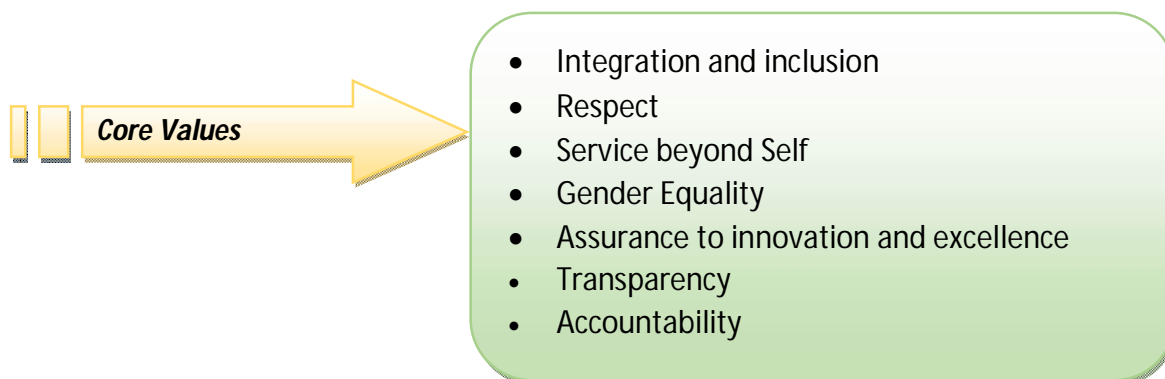 Core Values
• Integration and inclusion
• Respect
• Service beyond Self
• Gender Equality
• Assurance to innovation and excellence
• Transparency
• Accountability